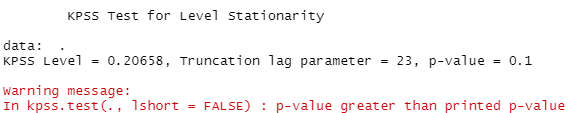 KPSS Test for Level Stationarity
data:  .
KPSS Level = 0.20658, Truncation lag parameter = 23, p-value = 0.1
Warning message:
In kpss.test(., lshort = FALSE) : p-value greater than printed p-value